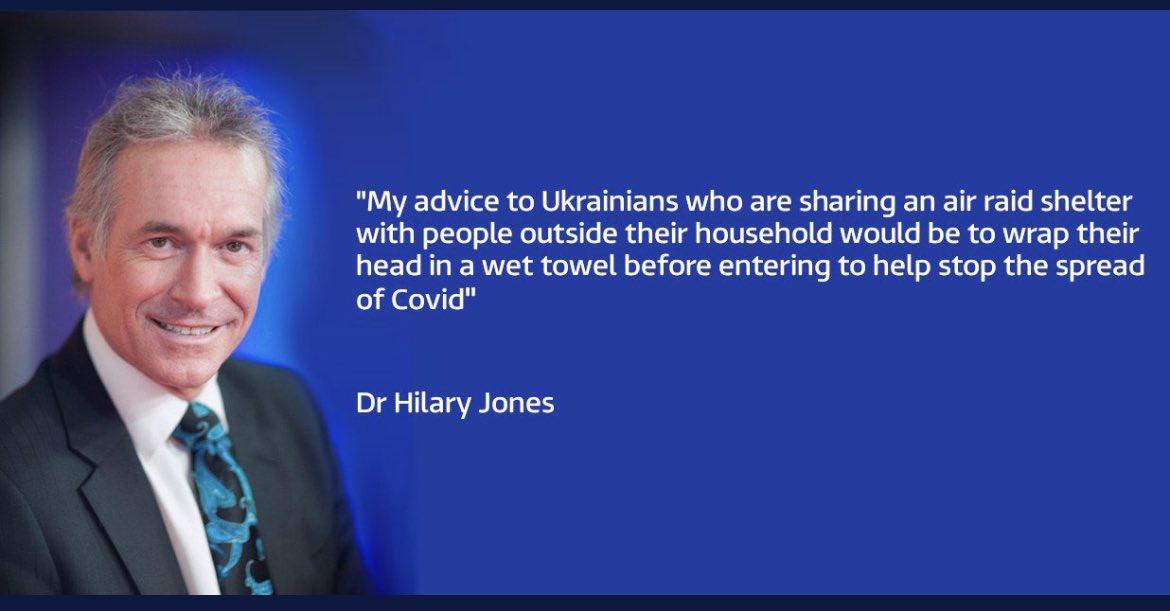 "My advice to Ukrainians who are sharing an air raid shelter
with people outside their household would be to wrap their
head in a wet towel before entering to help stop the spread
of Covid"
Dr Hilary Jones